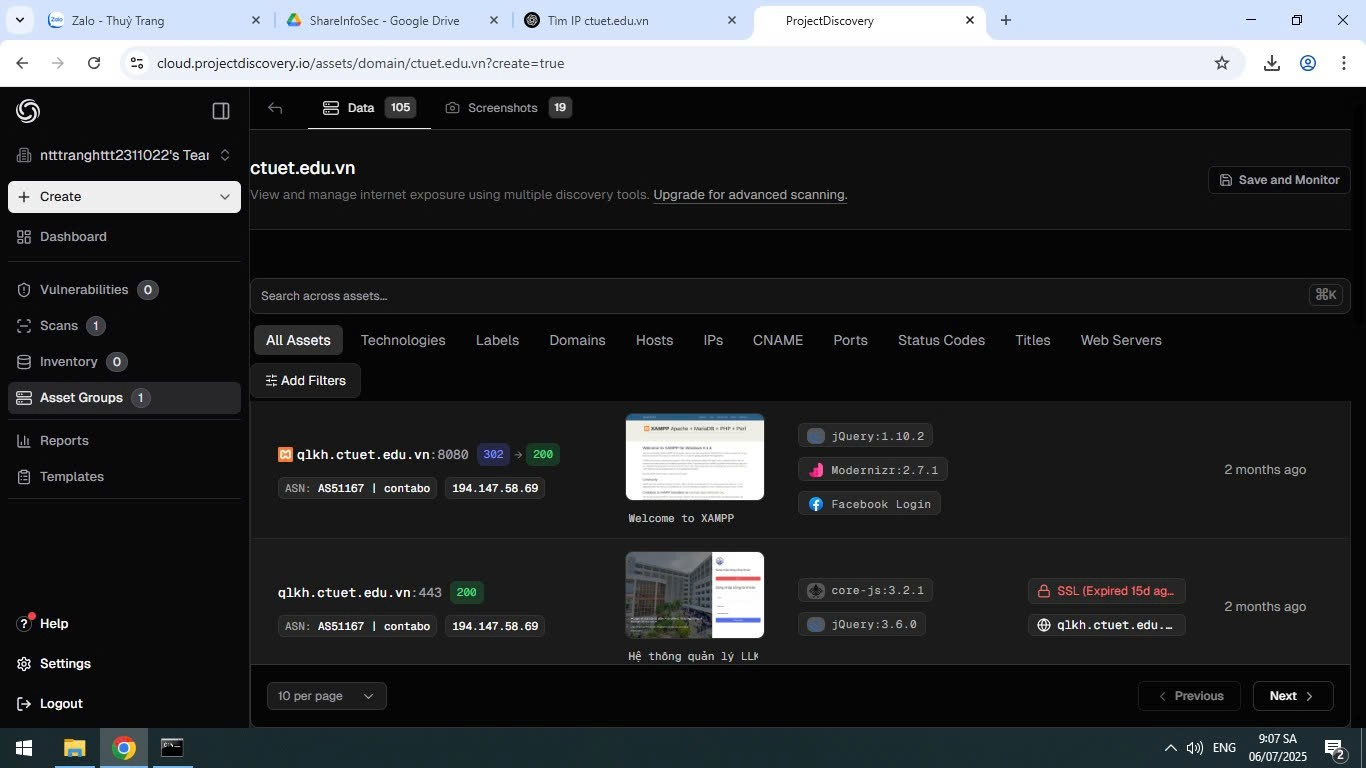 Zalo - Thuỳ Trang
ShareInfoSec - Google Drive
Tìm IP ctuet.edu.vn
ProjectDiscovery
cloud.projectdiscovery.io/assets/domain/ctuet.edu.vn?create=true
ntttranghttt2311022's Tear
Create
Dashboard
Vulnerabilities 0
Scans 1
Inventory 0
Asset Groups 1
Reports
Templates
Help
Settings
Logout
Data 105
Screenshots 19
ctuet.edu.vn
View and manage internet exposure using multiple discovery tools. Upgrade for advanced scanning.
Save and Monitor
Search across assets...
⌘K
All Assets Technologies Labels Domains Hosts IPs CNAME Ports Status Codes Titles Web Servers
Add Filters
qlkh.ctuet.edu.vn:8080 302 → 200
ASN: AS51167 | contabo 194.147.58.69
XAMPP Apache + MariaDB + PHP + Perl
Welcome to XAMPP
jQuery:1.10.2
Modernizr:2.7.1
Facebook Login
2 months ago
qlkh.ctuet.edu.vn:443 200
ASN: AS51167 | contabo 194.147.58.69
Hệ thống quản lý LLK
core-js:3.2.1
jQuery:3.6.0
SSL (Expired 15d ag...
qlkh.ctuet.edu....
2 months ago
10 per page
Previous
Next
ENG
9:07 SA
06/07/2025
2